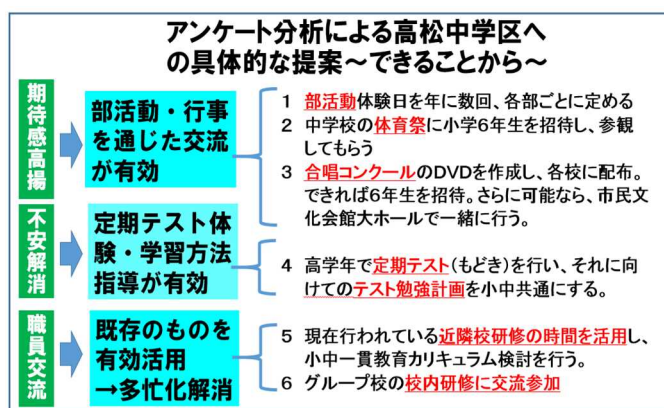 アンケート分析による高松中学区へ
の具体的な提案～できることから～
期待感高揚
部活動・行事
を通じた交流
が有効
1 部活動体験日を年に数回、各部ごとに定める
2 中学校の体育祭に小学6年生を招待し、参観
してもらう
3 合唱コンクールのDVDを作成し、各校に配布。
できれば6年生を招待。さらに可能なら、市民文
化会館大ホールで一緒に行う。
不安解消
定期テスト体
験・学習方法
指導が有効
4 高学年で定期テスト(もどき)を行い、それに向
けてのテスト勉強計画を小中共通にする。
職員交流
既存のものを
有効活用
→多忙化解消
5 現在行われている近隣校研修の時間を活用し、
小中一貫教育カリキュラム検討を行う。
6 グループ校の校内研修に交流参加